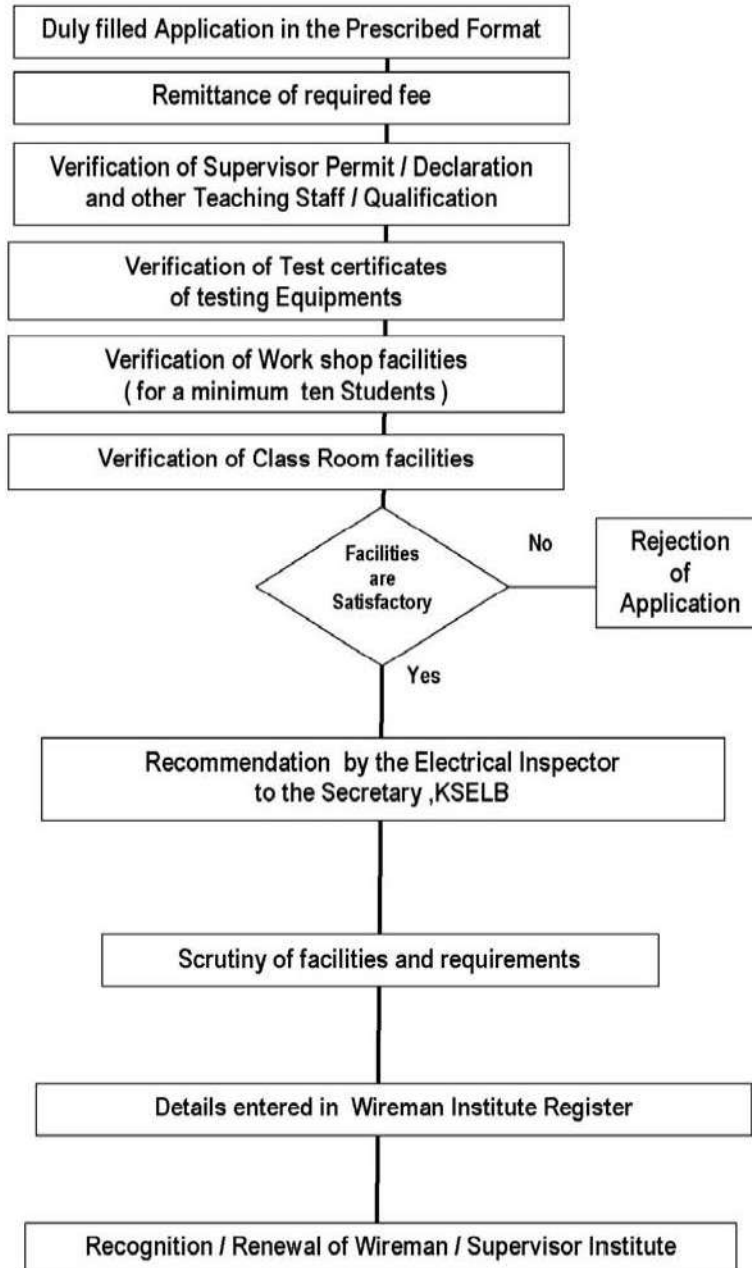 Duly filled Application in the Prescribed Format
Remittance of required fee
Verification of Supervisor Permit / Declaration
and other Teaching Staff / Qualification
Verification of Test certificates
of testing Equipments
Verification of Work shop facilities
( for a minimum ten Students )
Verification of Class Room facilities
Facilities
are
Satisfactory
No
Rejection
of
Application
Yes
Recommendation by the Electrical Inspector
to the Secretary ,KSELB
Scrutiny of facilities and requirements
Details entered in Wireman Institute Register
Recognition / Renewal of Wireman / Supervisor Institute